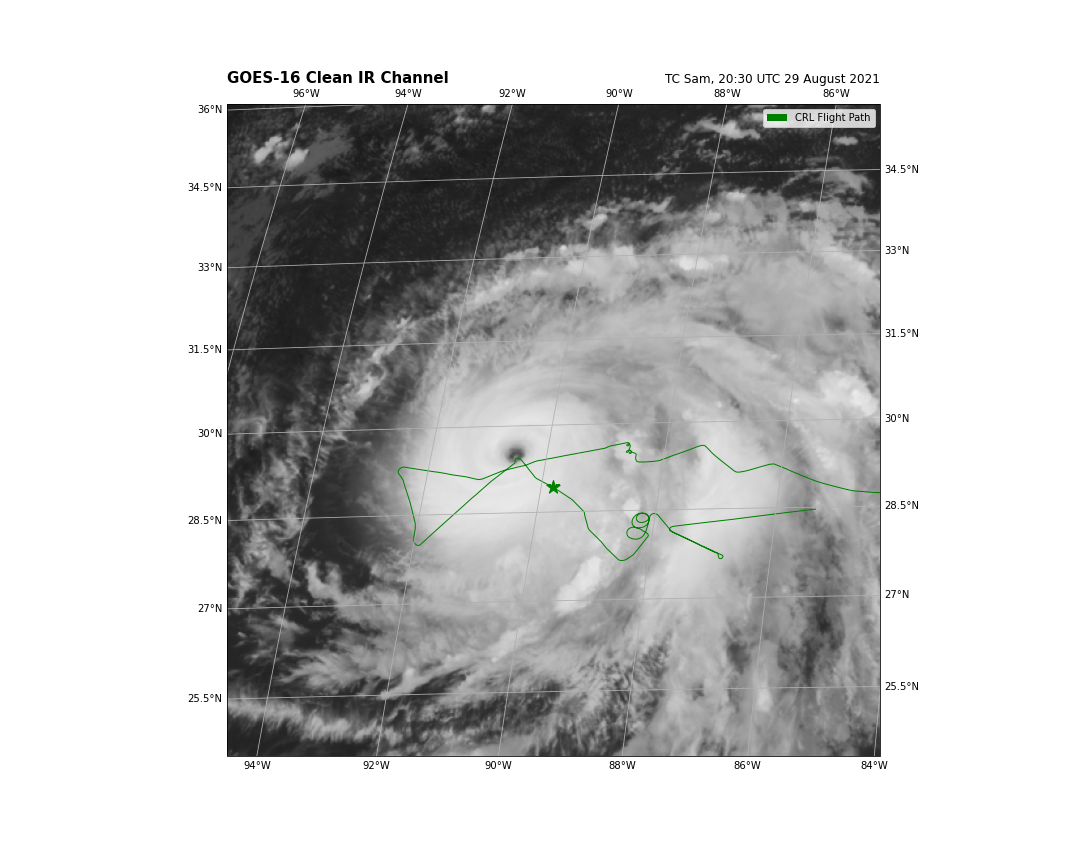 GOES-16 Clean IR Channel
TC Sam, 20:30 UTC 29 August 2021
96°W 94°W 92°W 90°W 88°W 86°W
CRL Flight Path
36°N
34.5°N
34.5°N
33°N
33°N
31.5°N
31.5°N
30°N
30°N
28.5°N
28.5°N
27°N
27°N
25.5°N
25.5°N
94°W 92°W 90°W 88°W 86°W 84°W